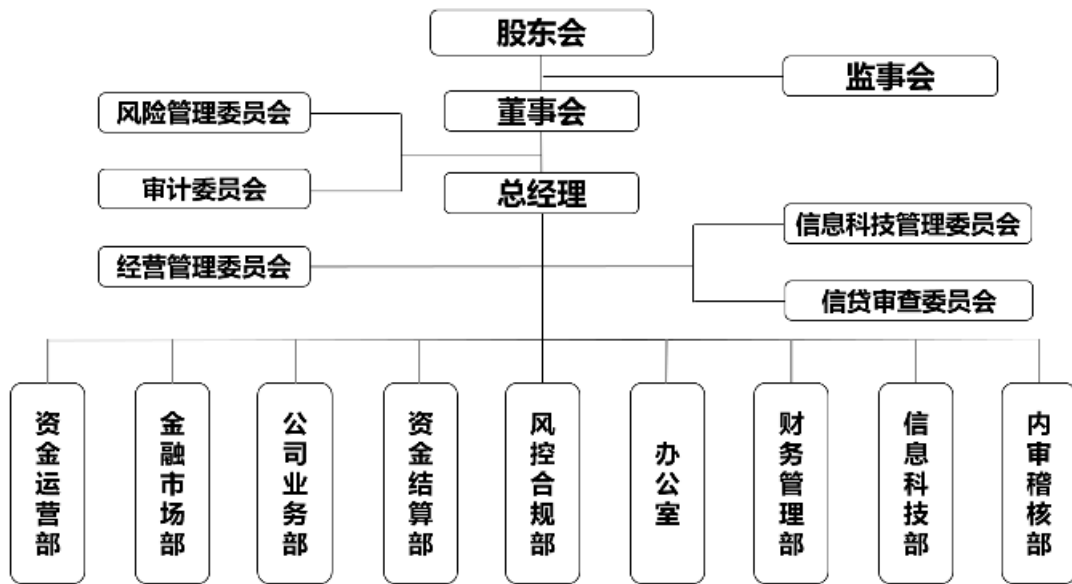 股东会
监事会
董事会
风险管理委员会
审计委员会
总经理
信息科技管理委员会
经营管理委员会
信贷审查委员会
资金运营部
金融市场部
公司业务部
资金结算部
风控合规部
办公室
财务管理部
信息科技部
内审稽核部